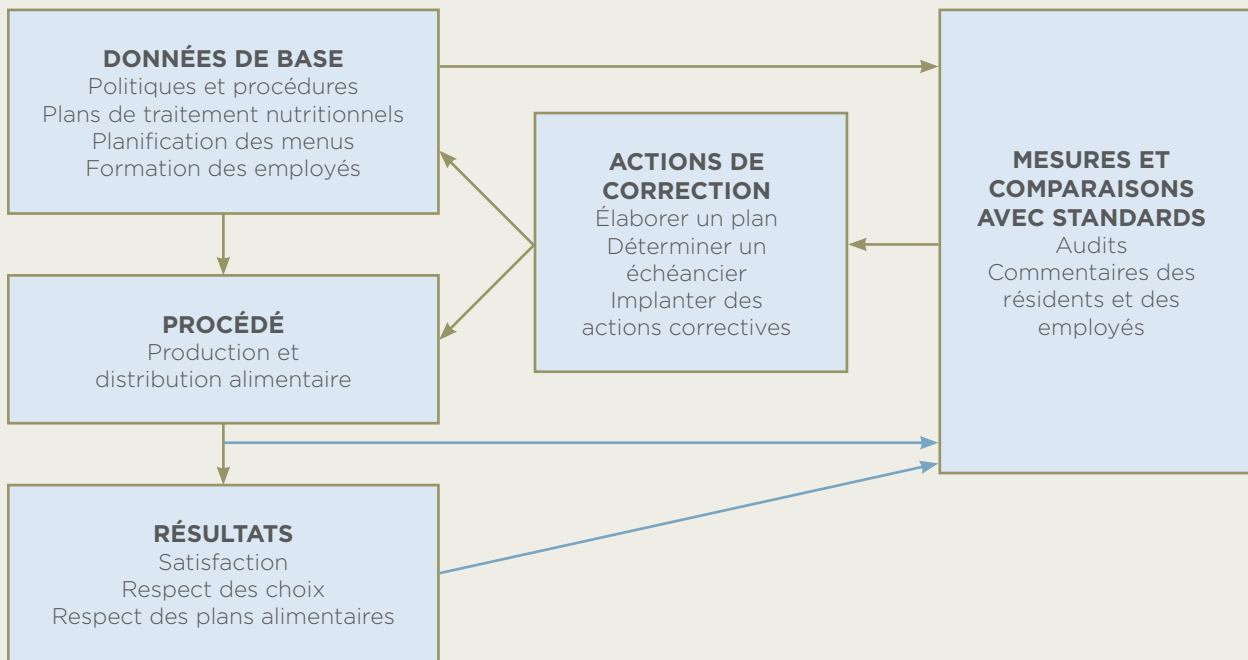 DONNÉES DE BASE
Politiques et procédures
Plans de traitement nutritionnels
Planification des menus
Formation des employés
PROCÉDÉ
Production et
distribution alimentaire
RÉSULTATS
Satisfaction
Respect des choix
Respect des plans alimentaires
ACTIONS DE
CORRECTION
Élaborer un plan
Déterminer un
échéancier
Implanter des
actions correctives
MESURES ET
COMPARAISONS
AVEC STANDARDS
Audits
Commentaires des
résidents et des
employés